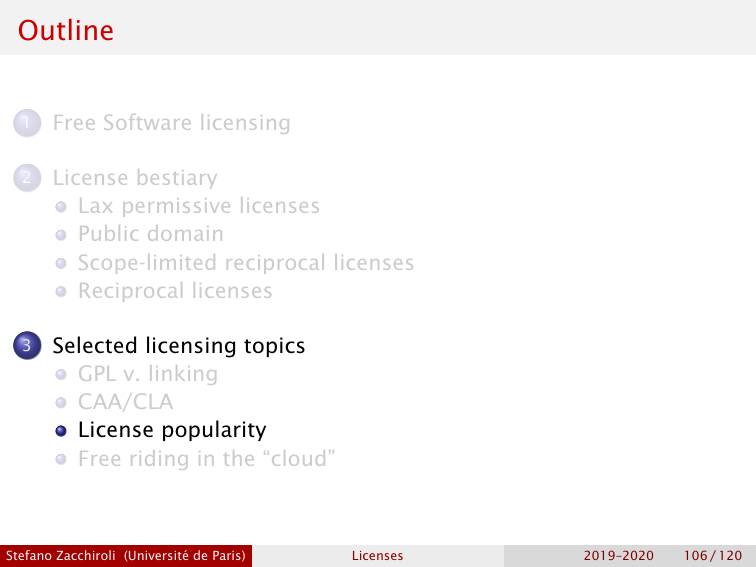 Outline
1 Free Software licensing
2 License bestiary
Lax permissive licenses
Public domain
Scope-limited reciprocal licenses
Reciprocal licenses
3 Selected licensing topics
GPL v. linking
CAA/CLA
License popularity
Free riding in the “cloud”
Stefano Zacchiroli (Université de Paris) Licenses 2019–2020 106 / 120